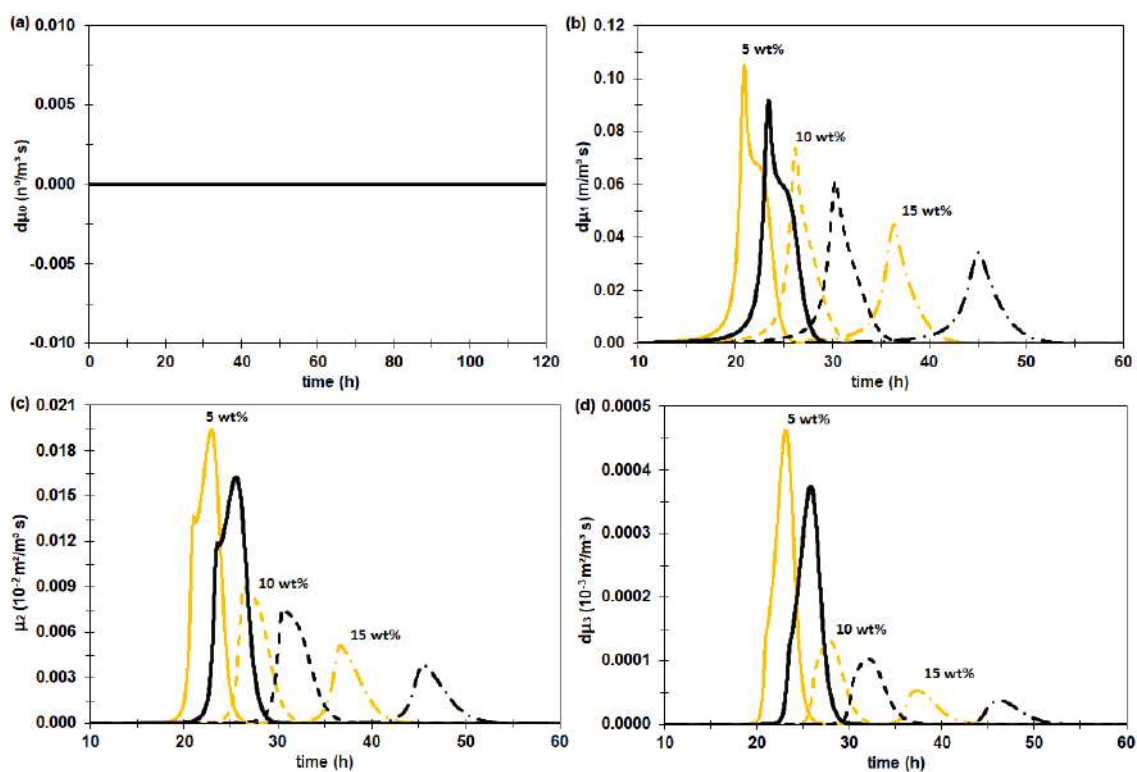 (a)
0.010
0.005
0.000
-0.005
-0.010
dµ₀ (n°/m³ s)
0 20 40 60 80 100 120
time (h)
(b)
0.12
0.10
0.08
0.06
0.04
0.02
0.00
dµ₁ (m/m³ s)
5 wt%
10 wt%
15 wt%
10 20 30 40 50 60
time (h)
(c)
0.021
0.018
0.015
0.012
0.009
0.006
0.003
0.000
µ₂ (10⁻² m²/m³ s)
5 wt%
10 wt%
15 wt%
10 20 30 40 50 60
time (h)
(d)
0.0005
0.0004
0.0003
0.0002
0.0001
0.0000
dµ₃ (10⁻³ m²/m³ s)
5 wt%
10 wt%
15 wt%
10 20 30 40 50 60
time (h)